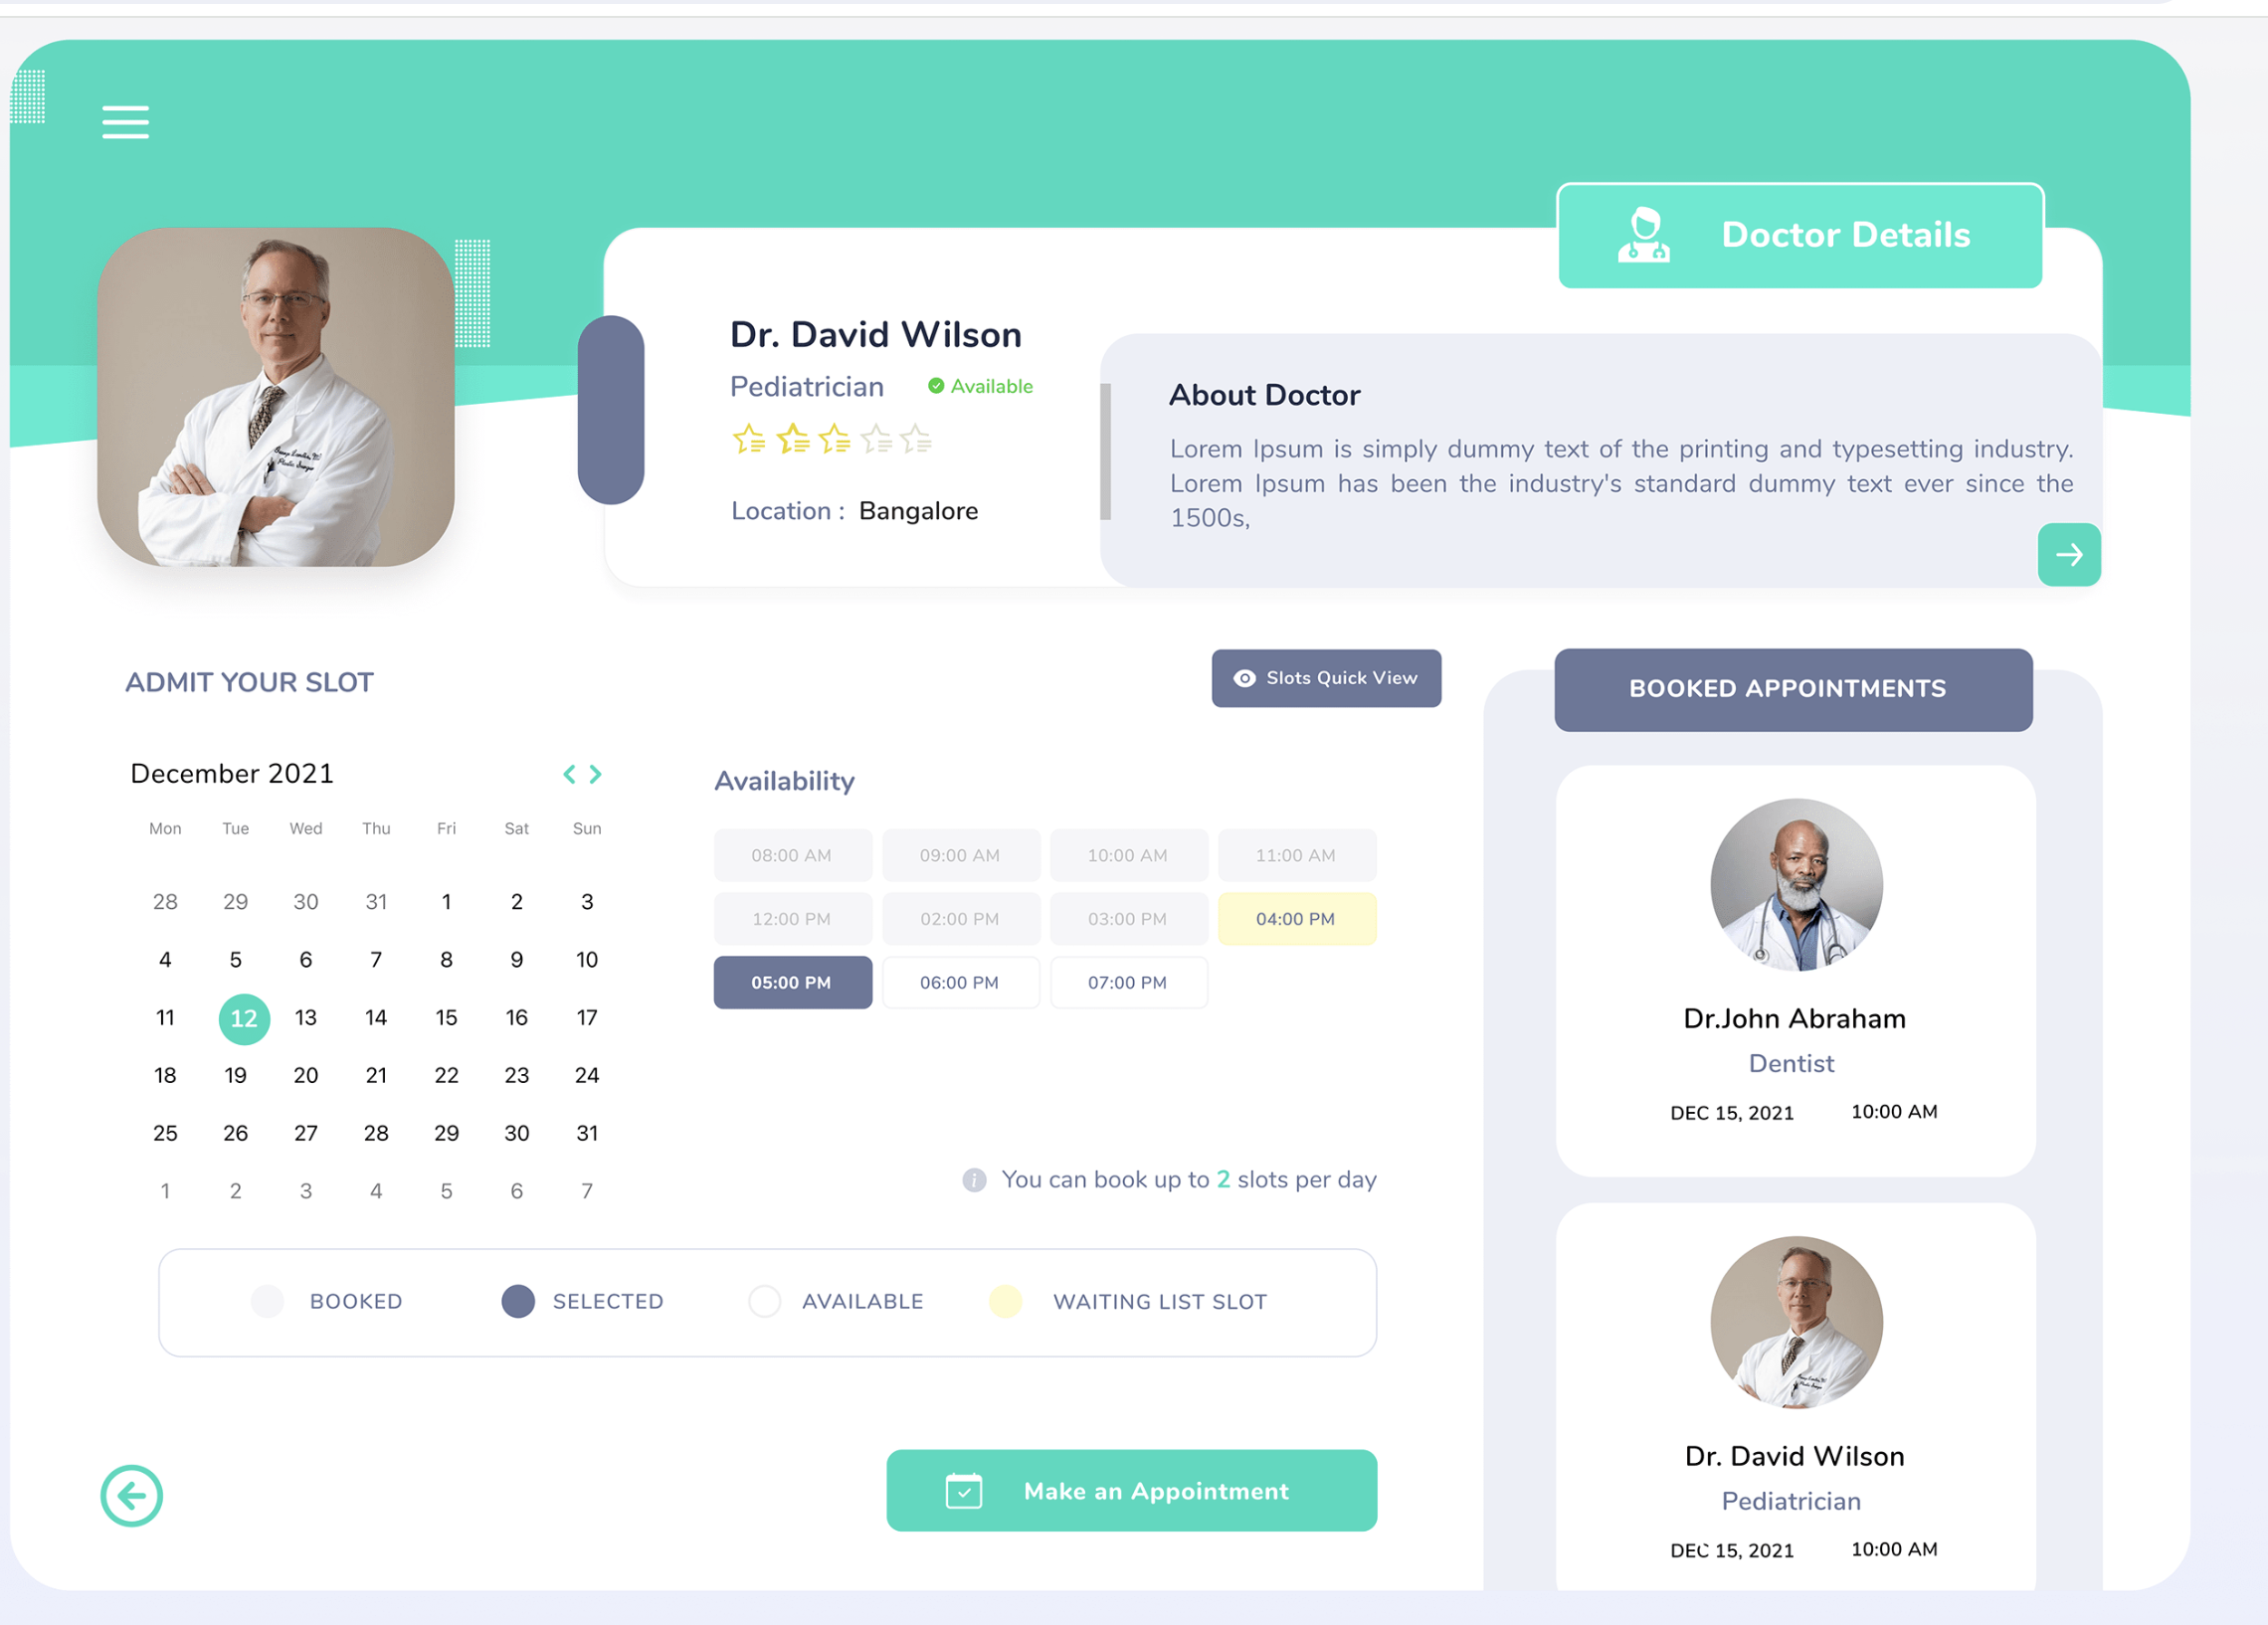 Doctor Details
Dr. David Wilson
Pediatrician
Available
Location : Bangalore
About Doctor
Lorem Ipsum is simply dummy text of the printing and typesetting industry.
Lorem Ipsum has been the industry's standard dummy text ever since the
1500s,
ADMIT YOUR SLOT
Slots Quick View
December 2021
Mon Tue Wed Thu Fri Sat Sun
28 29 30 31 1 2 3
4 5 6 7 8 9 10
11 12 13 14 15 16 17
18 19 20 21 22 23 24
25 26 27 28 29 30 31
1 2 3 4 5 6 7
Availability
08:00 AM 09:00 AM 10:00 AM 11:00 AM
12:00 PM 02:00 PM 03:00 PM 04:00 PM
05:00 PM 06:00 PM 07:00 PM
You can book up to 2 slots per day
BOOKED SELECTED AVAILABLE WAITING LIST SLOT
Make an Appointment
BOOKED APPOINTMENTS
Dr.John Abraham
Dentist
DEC 15, 2021 10:00 AM
Dr. David Wilson
Pediatrician
DEC 15, 2021 10:00 AM